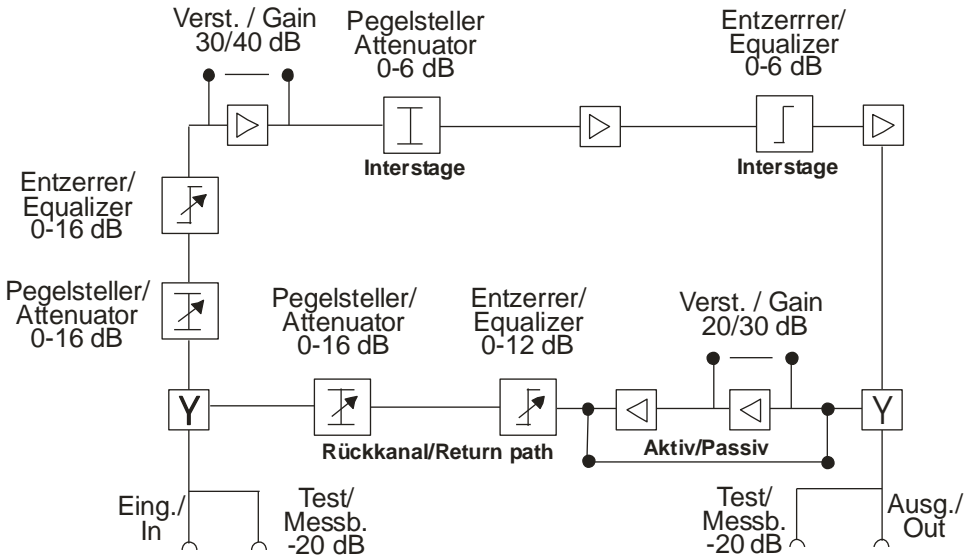 Verst. / Gain
30/40 dB
Pegelsteller
Attenuator
0-6 dB
Entzerrrer/
Equalizer
0-6 dB
Interstage
Interstage
Entzerrer/
Equalizer
0-16 dB
Pegelsteller/
Attenuator
0-16 dB
Pegelsteller/
Attenuator
0-16 dB
Entzerrer/
Equalizer
0-12 dB
Verst. / Gain
20/30 dB
Y
Y
Rückkanal/Return path
Aktiv/Passiv
Eing./
In
Test/
Messb.
-20 dB
Test/
Messb.
-20 dB
Ausg./
Out